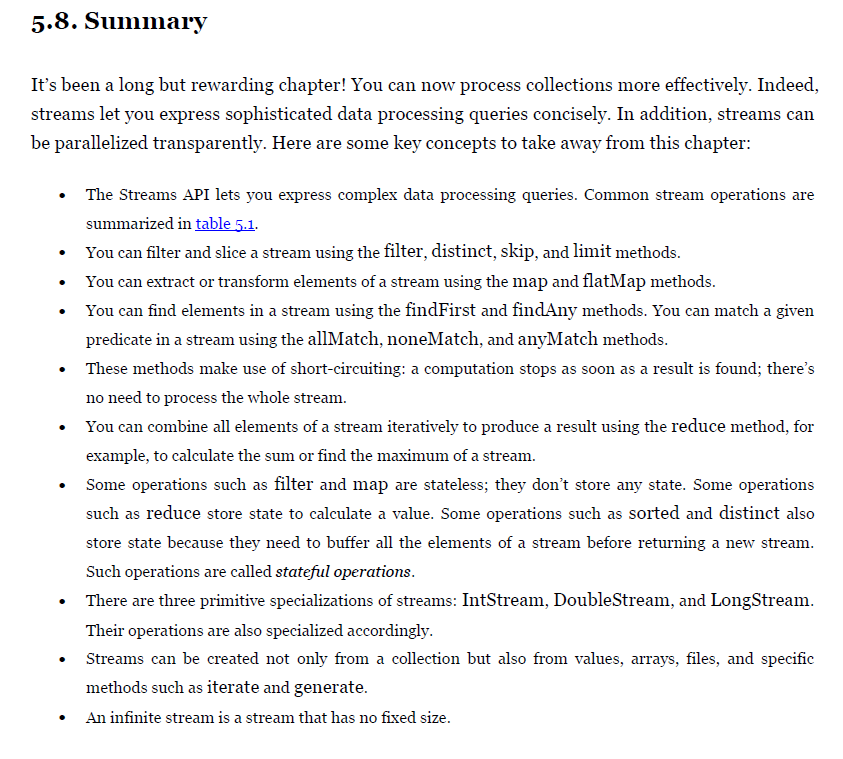 5.8. Summary
It’s been a long but rewarding chapter! You can now process collections more effectively. Indeed,
streams let you express sophisticated data processing queries concisely. In addition, streams can
be parallelized transparently. Here are some key concepts to take away from this chapter:
• The Streams API lets you express complex data processing queries. Common stream operations are
summarized in table 5.1.
• You can filter and slice a stream using the filter, distinct, skip, and limit methods.
• You can extract or transform elements of a stream using the map and flatMap methods.
• You can find elements in a stream using the findFirst and findAny methods. You can match a given
predicate in a stream using the allMatch, noneMatch, and anyMatch methods.
• These methods make use of short-circuiting: a computation stops as soon as a result is found; there’s
no need to process the whole stream.
• You can combine all elements of a stream iteratively to produce a result using the reduce method, for
example, to calculate the sum or find the maximum of a stream.
• Some operations such as filter and map are stateless; they don’t store any state. Some operations
such as reduce store state to calculate a value. Some operations such as sorted and distinct also
store state because they need to buffer all the elements of a stream before returning a new stream.
Such operations are called stateful operations.
• There are three primitive specializations of streams: IntStream, DoubleStream, and LongStream.
Their operations are also specialized accordingly.
• Streams can be created not only from a collection but also from values, arrays, files, and specific
methods such as iterate and generate.
• An infinite stream is a stream that has no fixed size.